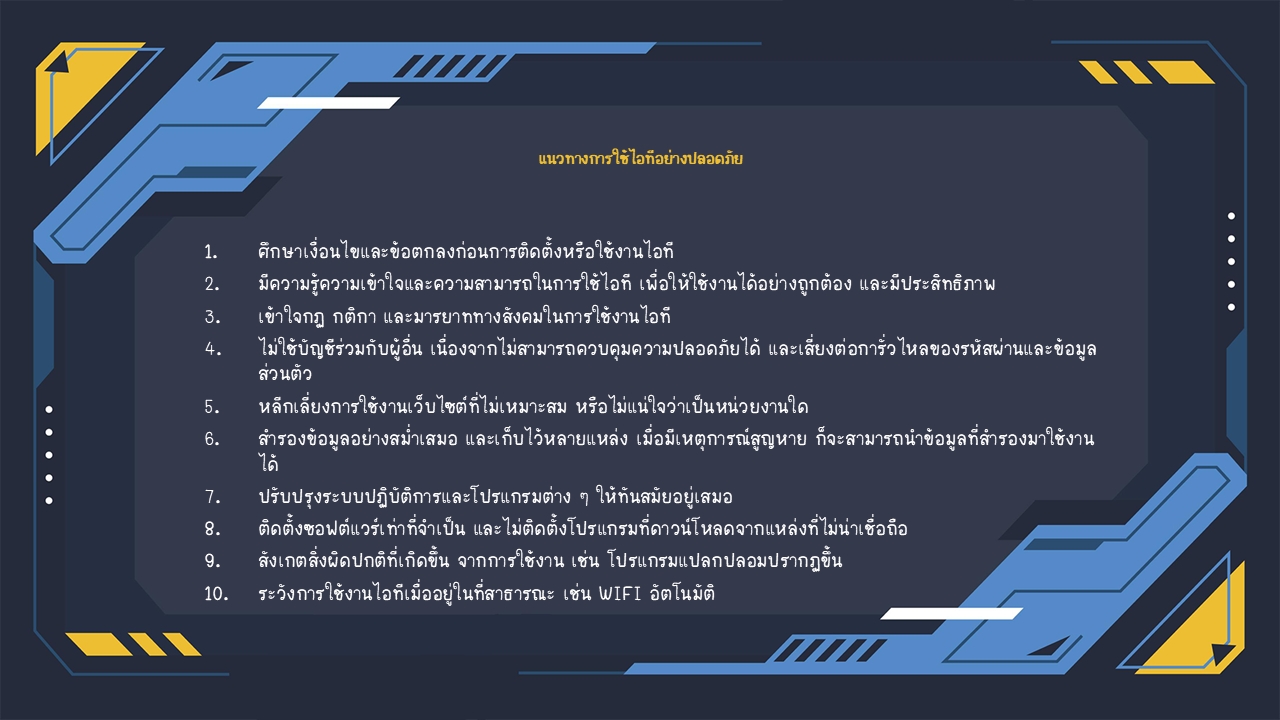 แนวทางการใช้ไอทีอย่างปลอดภัย
1. ศึกษาเงื่อนไขและข้อตกลงก่อนการติดตั้งหรือใช้งานไอที
2. มีความรู้ความเข้าใจและความสามารถในการใช้ไอที เพื่อให้ใช้งานได้อย่างถูกต้อง และมีประสิทธิภาพ
3. เข้าใจกฎ กติกา และมารยาททางสังคมในการใช้งานไอที
4. ไม่ใช้บัญชีร่วมกับผู้อื่น เนื่องจากไม่สามารถควบคุมความปลอดภัยได้ และเสี่ยงต่อการั่วไหลของรหัสผ่านและข้อมูล
ส่วนตัว
5. หลีกเลี่ยงการใช้งานเว็บไซต์ที่ไม่เหมาะสม หรือไม่แน่ใจว่าเป็นหน่วยงานใด
6. สำรองข้อมูลอย่างสม่ำเสมอ และเก็บไว้หลายแหล่ง เมื่อมีเหตุการณ์สูญหาย ก็จะสามารถนำข้อมูลที่สำรองมาใช้งาน
ได้
7. ปรับปรุงระบบปฏิบัติการและโปรแกรมต่าง ๆ ให้ทันสมัยอยู่เสมอ
8. ติดตั้งซอฟต์แวร์เท่าที่จำเป็น และไม่ติดตั้งโปรแกรมที่ดาวน์โหลดจากแหล่งที่ไม่น่าเชื่อถือ
9. สังเกตสิ่งผิดปกติที่เกิดขึ้น จากการใช้งาน เช่น โปรแกรมแปลกปลอมปรากฏขึ้น
10. ระวังการใช้งานไอทีเมื่ออยู่ในที่สาธารณะ เช่น WIFI อัตโนมัติ